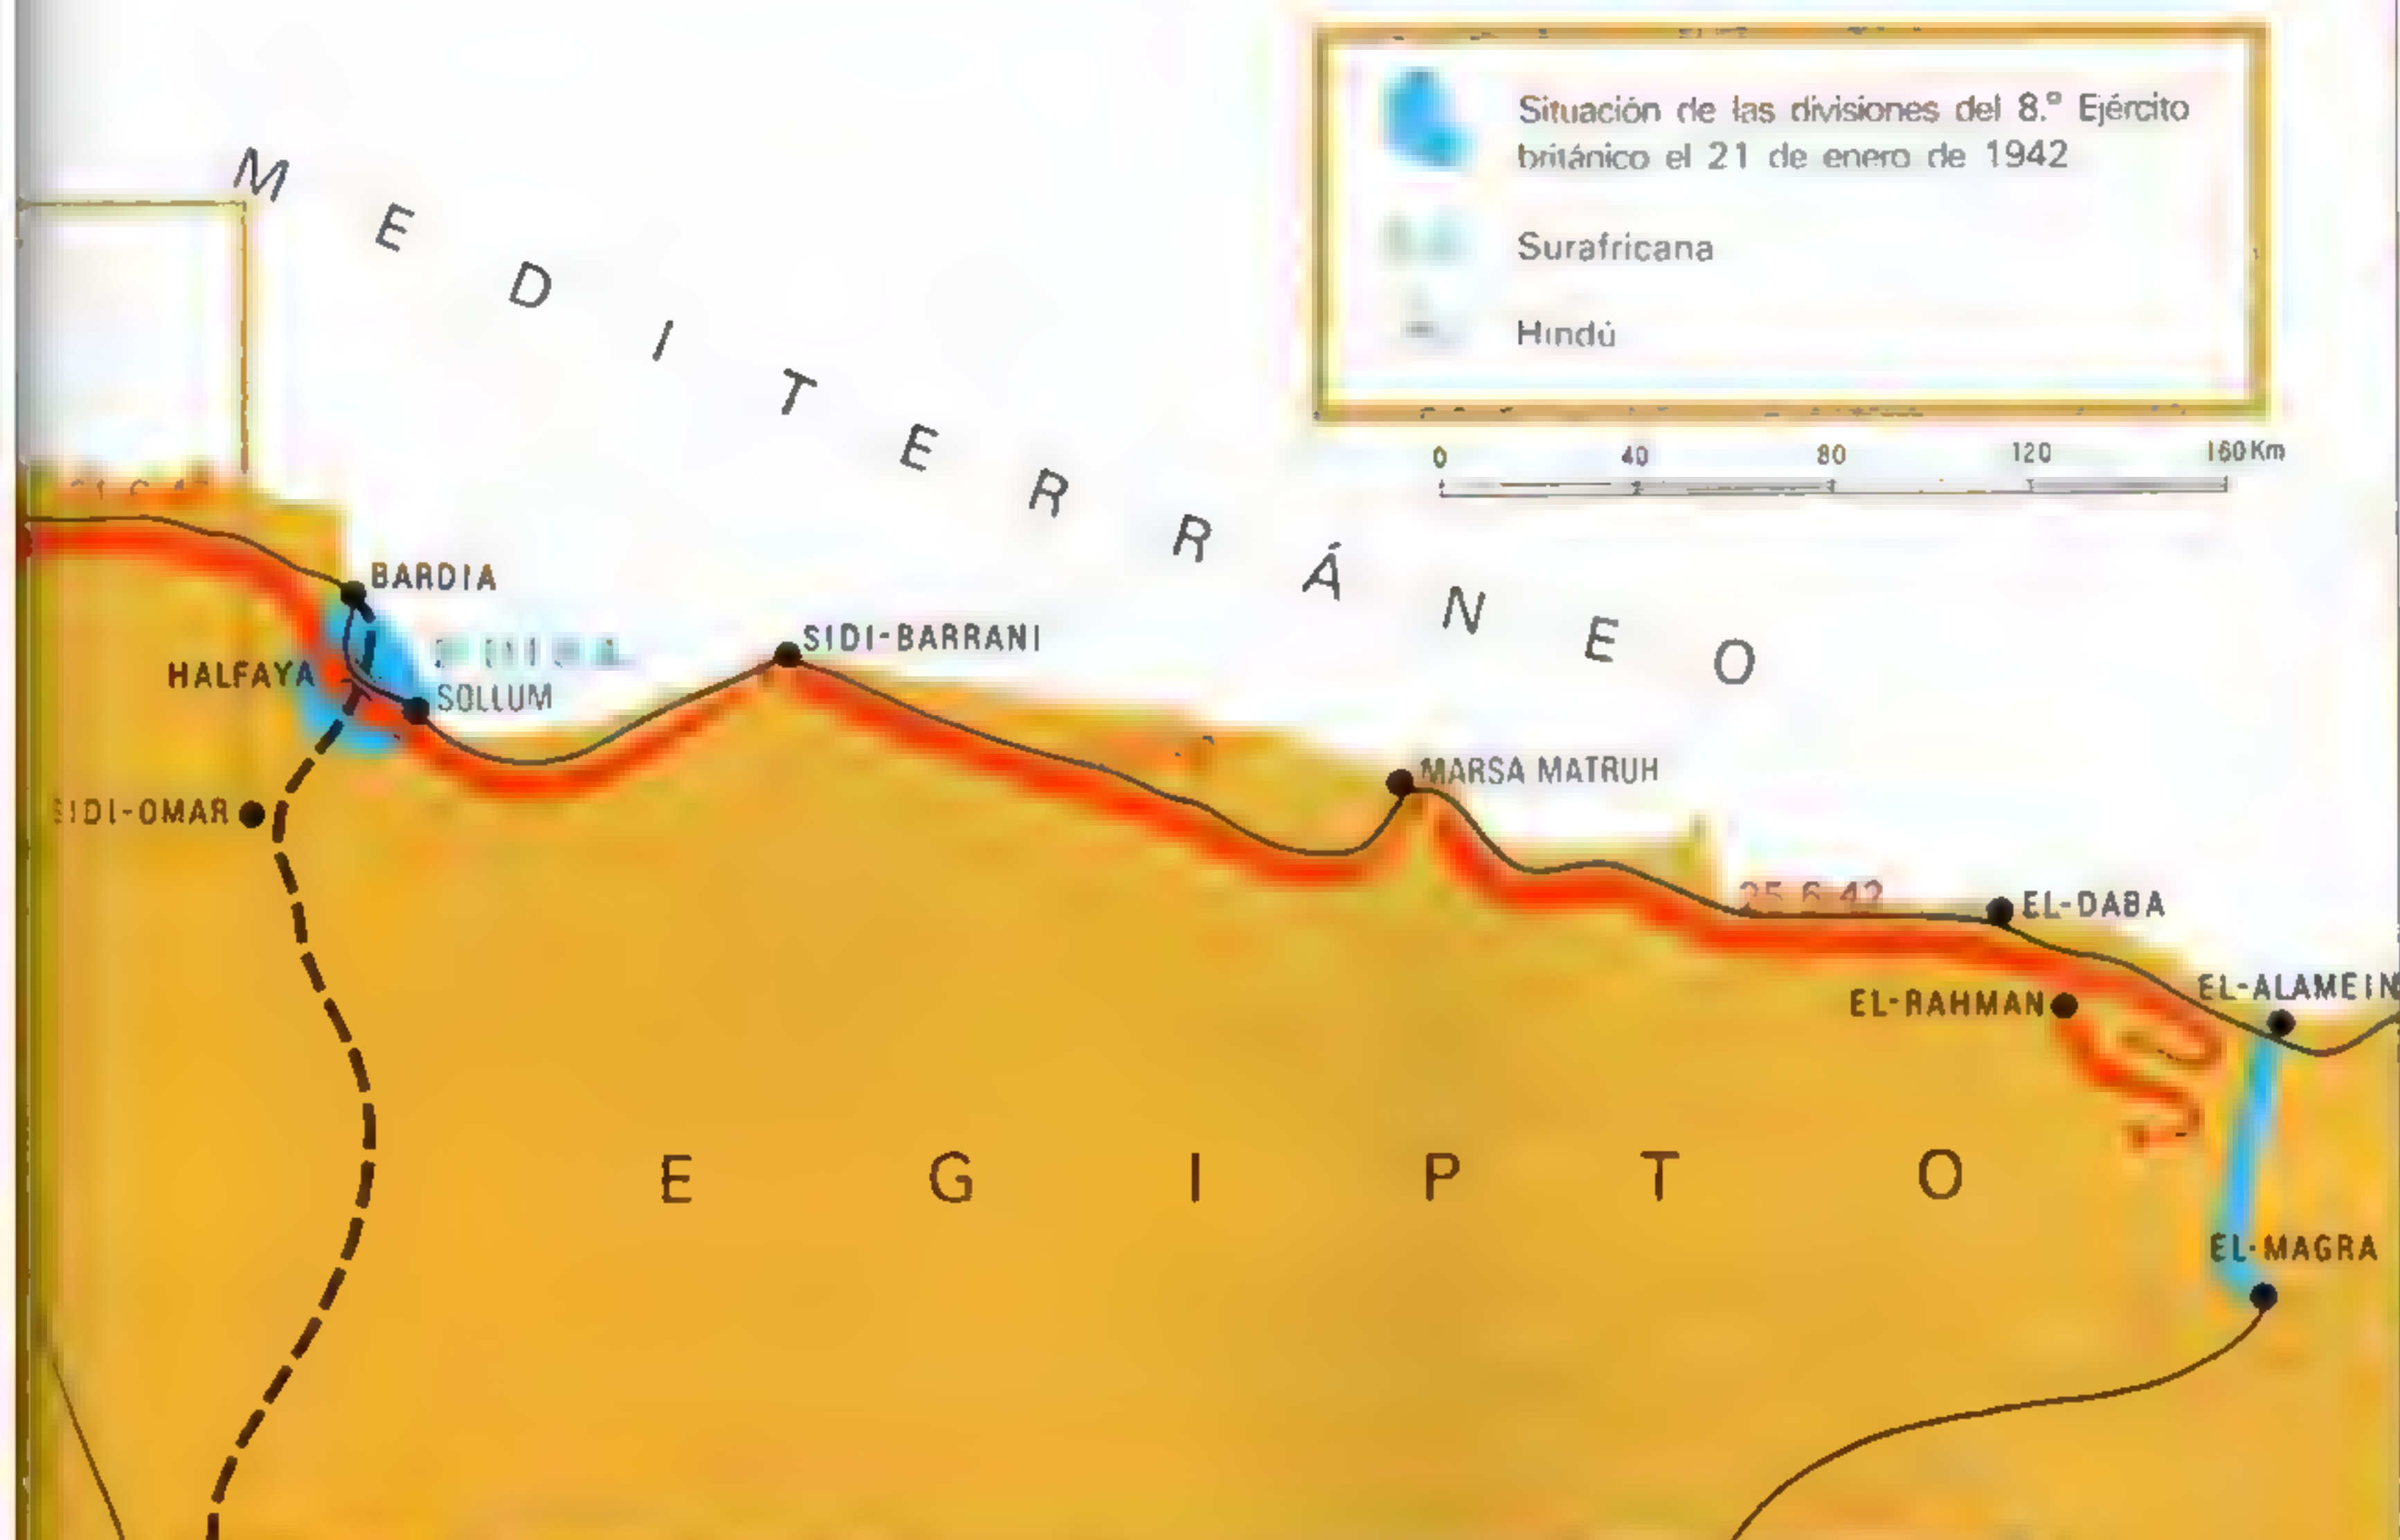 Situación de las divisiones del 8.º Ejército
británico el 21 de enero de 1942
Surafricana
Hindú
MEDITERRÁNEO
0 40 80 120 160Km
BARDIA
SIDI-BARRANI
HALFAYA
SOLLUM
MARSA MATRUH
SIDI-OMAR
25.6.42
EL-DABA
EL-ALAMEIN
EL-RAHMAN
EGIPTO
EL-MAGRA